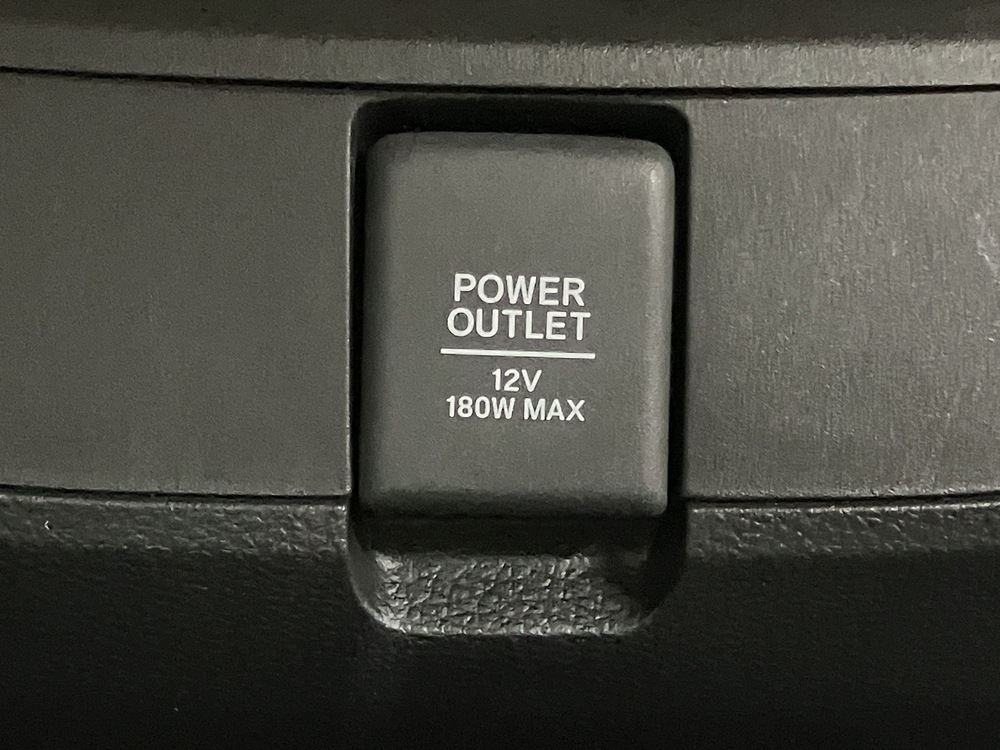 POWER
OUTLET
12V
180W MAX